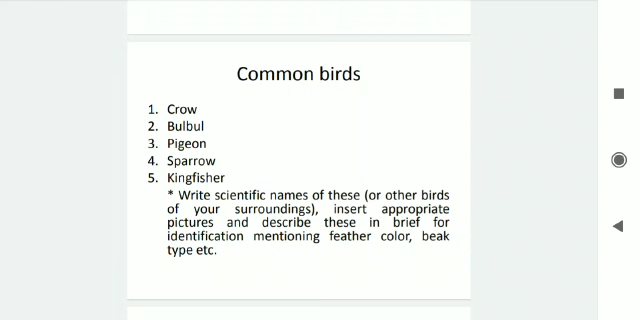 Common birds
1. Crow
2. Bulbul
3. Pigeon
4. Sparrow
5. Kingfisher
* Write scientific names of these (or other birds
of your surroundings), insert appropriate
pictures and describe these in brief for
identification mentioning feather color, beak
type etc.